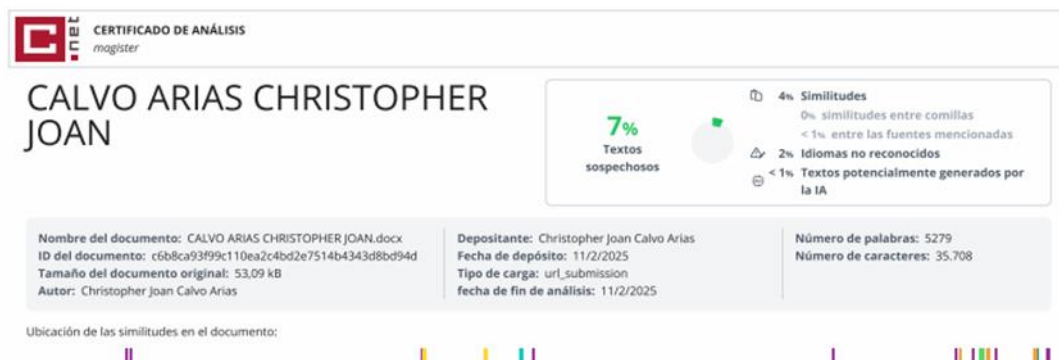 C .net
CERTIFICADO DE ANÁLISIS
magister
CALVO ARIAS CHRISTOPHER
JOAN
7%
Textos
sospechosos
4% Similitudes
0% similitudes entre comillas
< 1% entre las fuentes mencionadas
2% Idiomas no reconocidos
< 1% Textos potencialmente generados por
la IA
Nombre del documento: CALVO ARIAS CHRISTOPHER JOAN.docx
ID del documento: c6b8ca93f99c110ea2c4bd2e7514b4343d8bd94d
Tamaño del documento original: 53,09 kB
Autor: Christopher Joan Calvo Arias
Depositante: Christopher Joan Calvo Arias
Fecha de depósito: 11/2/2025
Tipo de carga: url_submission
fecha de fin de análisis: 11/2/2025
Número de palabras: 5279
Número de caracteres: 35.708
Ubicación de las similitudes en el documento: